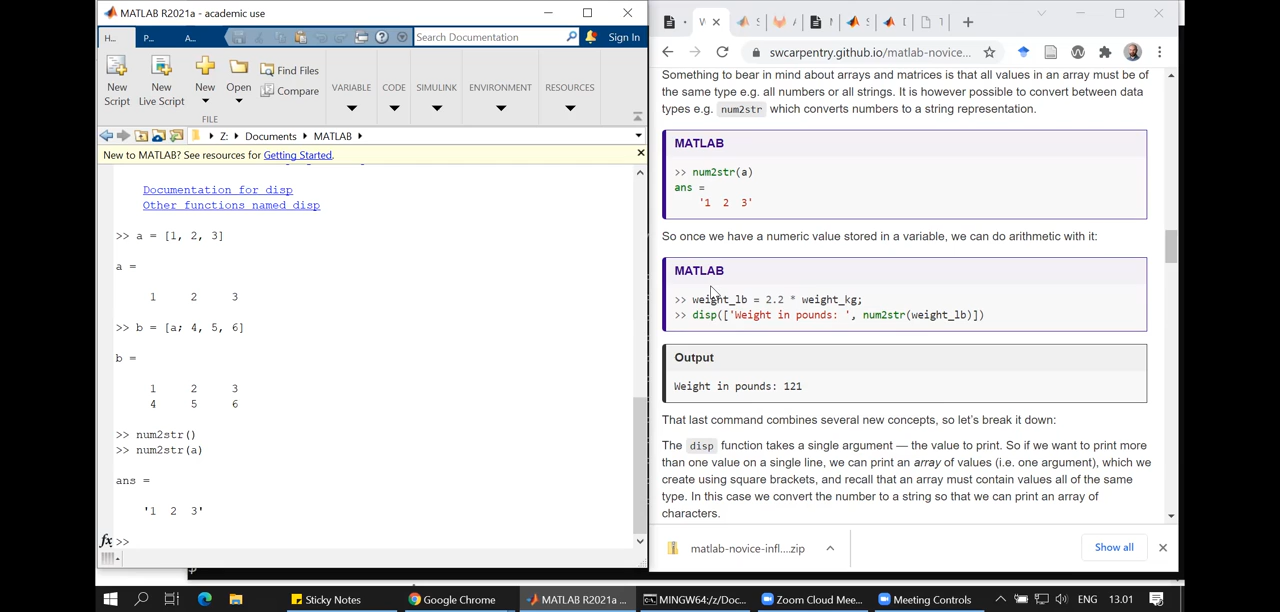 MATLAB R2021a - academic use
H... P... A... Search Documentation Sign In
New Script
New Live Script
New
Open
Find Files
Compare
FILE
VARIABLE CODE SIMULINK ENVIRONMENT RESOURCES
Z: Documents MATLAB
New to MATLAB? See resources for Getting Started.
Documentation for disp
Other functions named disp
>> a = [1, 2, 3]
a =
1 2 3
>> b = [a; 4, 5, 6]
b =
1 2 3
4 5 6
>> num2str()
>> num2str(a)
ans =
'1 2 3'
fx >>
swcarpentry.github.io/matlab-novice...
Something to bear in mind about arrays and matrices is that all values in an array must be of
the same type e.g. all numbers or all strings. It is however possible to convert between data
types e.g. num2str which converts numbers to a string representation.
MATLAB
>> num2str(a)
ans =
'1 2 3'
So once we have a numeric value stored in a variable, we can do arithmetic with it:
MATLAB
>> weight_lb = 2.2 * weight_kg;
>> disp(['Weight in pounds: ', num2str(weight_lb)])
Output
Weight in pounds: 121
That last command combines several new concepts, so let's break it down:
The disp function takes a single argument — the value to print. So if we want to print more
than one value on a single line, we can print an array of values (i.e. one argument), which we
create using square brackets, and recall that an array must contain values all of the same
type. In this case we convert the number to a string so that we can print an array of
characters.
matlab-novice-infl....zip
Show all
Sticky Notes
Google Chrome
MATLAB R2021a ...
MINGW64:/z/Doc...
Zoom Cloud Mee...
Meeting Controls
ENG 13.01